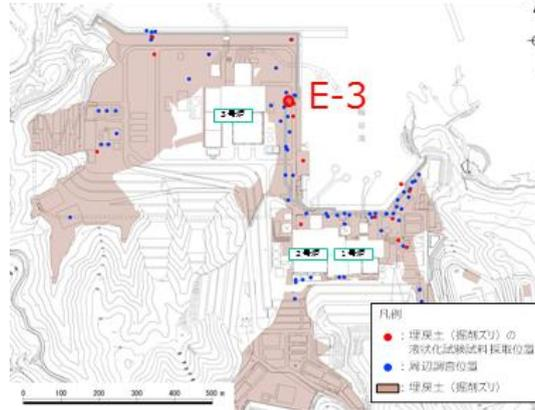 E-3
3号炉
2号炉
1号炉
凡例
：埋戻土（掘削ズリ）の
液状化試験試料採取位置
：周辺調査位置
：埋戻土（掘削ズリ）
0 100 200 300 400 500 m